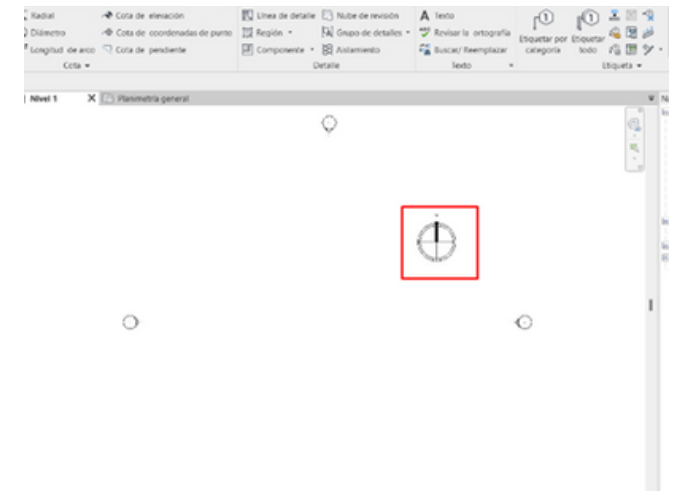 Radial
Cota de elevación
Línea de detalle
Nube de revisión
A Texto
Diámetro
Cota de coordenadas de punto
Región
Grupo de detalles
Revisar la ortografía
Longitud de arco
Cota de pendiente
Componente
Aislamiento
Buscar/ Reemplazar
Etiquetar por categoría
Etiquetar todo
Cota
Detalle
Texto
Etiqueta
Nivel 1
X
Planimetría general